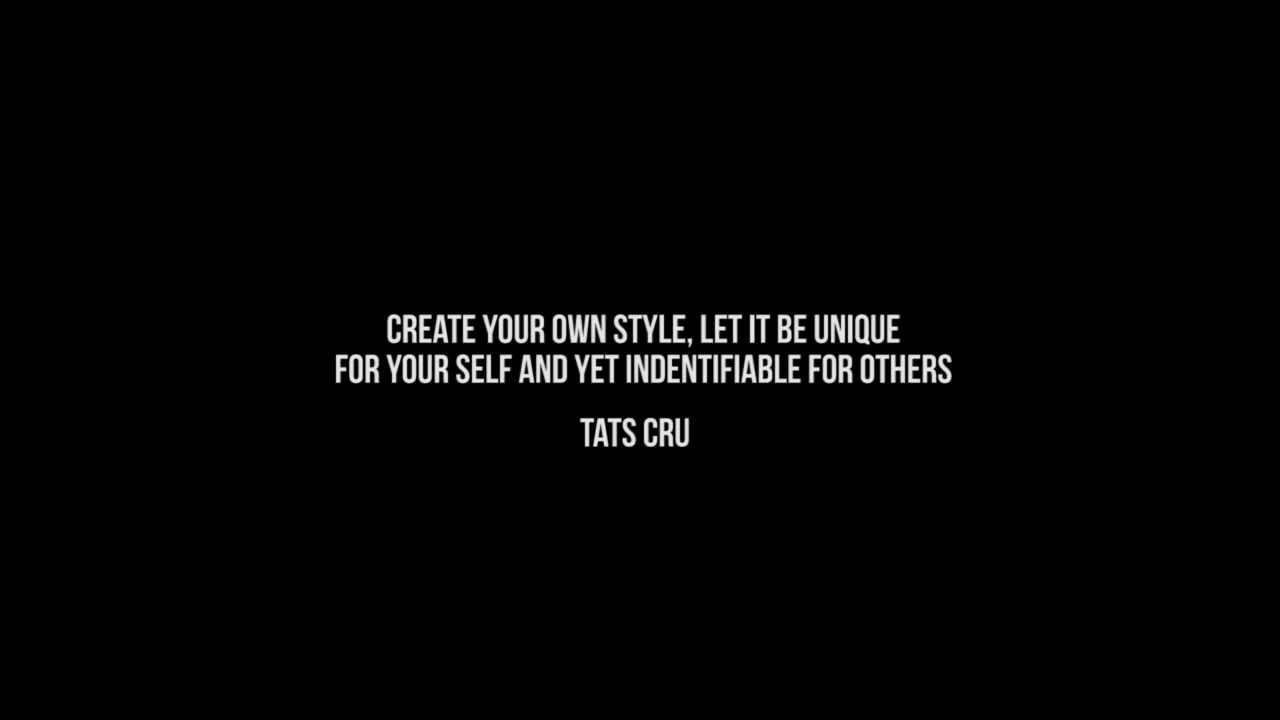 CREATE YOUR OWN STYLE, LET IT BE UNIQUE
FOR YOUR SELF AND YET INDENTIFIABLE FOR OTHERS
TATS CRU